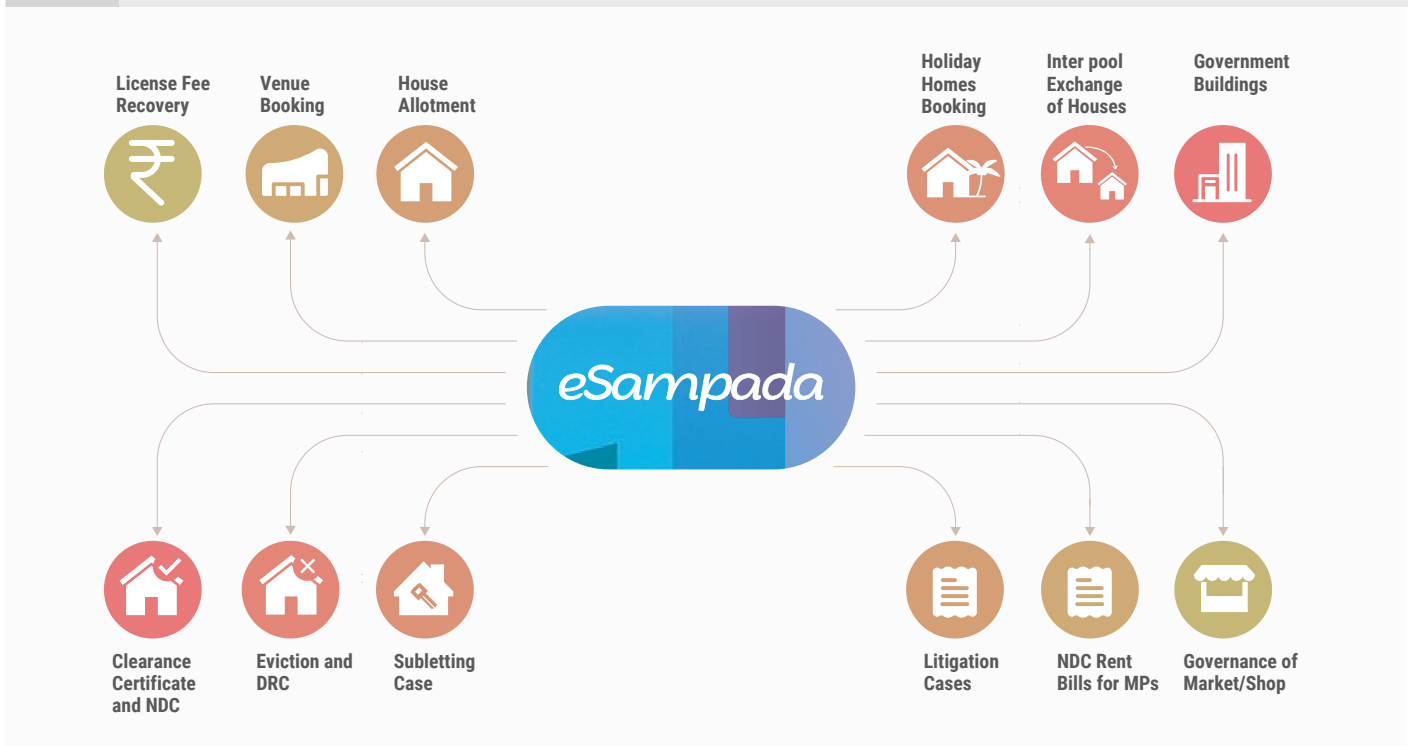 License Fee
Recovery
Venue
Booking
House
Allotment
Holiday
Homes
Booking
Inter pool
Exchange
of Houses
Government
Buildings
eSampada
Clearance
Certificate
and NDC
Eviction and
DRC
Subletting
Case
Litigation
Cases
NDC Rent
Bills for MPs
Governance of
Market/Shop